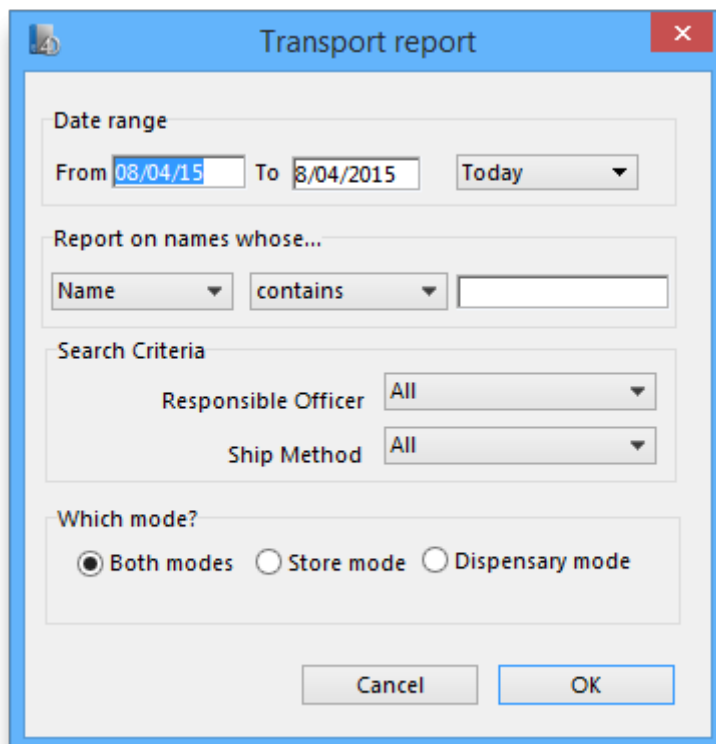 Transport report
Date range
From 08/04/15 To 8/04/2015 Today
Report on names whose...
Name contains
Search Criteria
Responsible Officer All
Ship Method All
Which mode?
Both modes Store mode Dispensary mode
Cancel OK